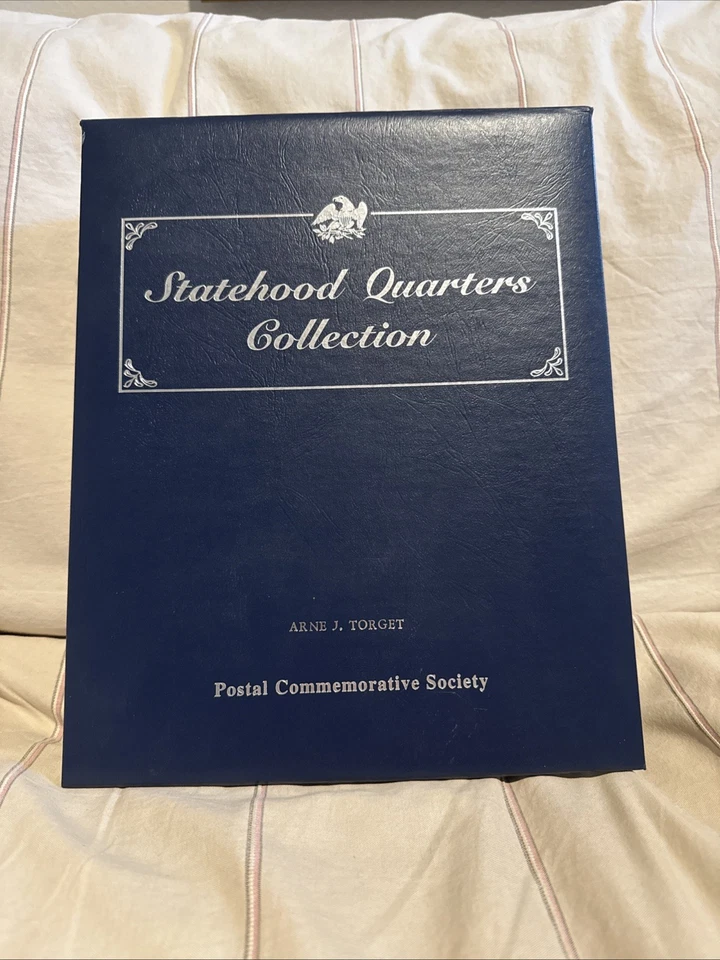 Statehood Quarters
Collection
ARNE J. TORGET
Postal Commemorative Society